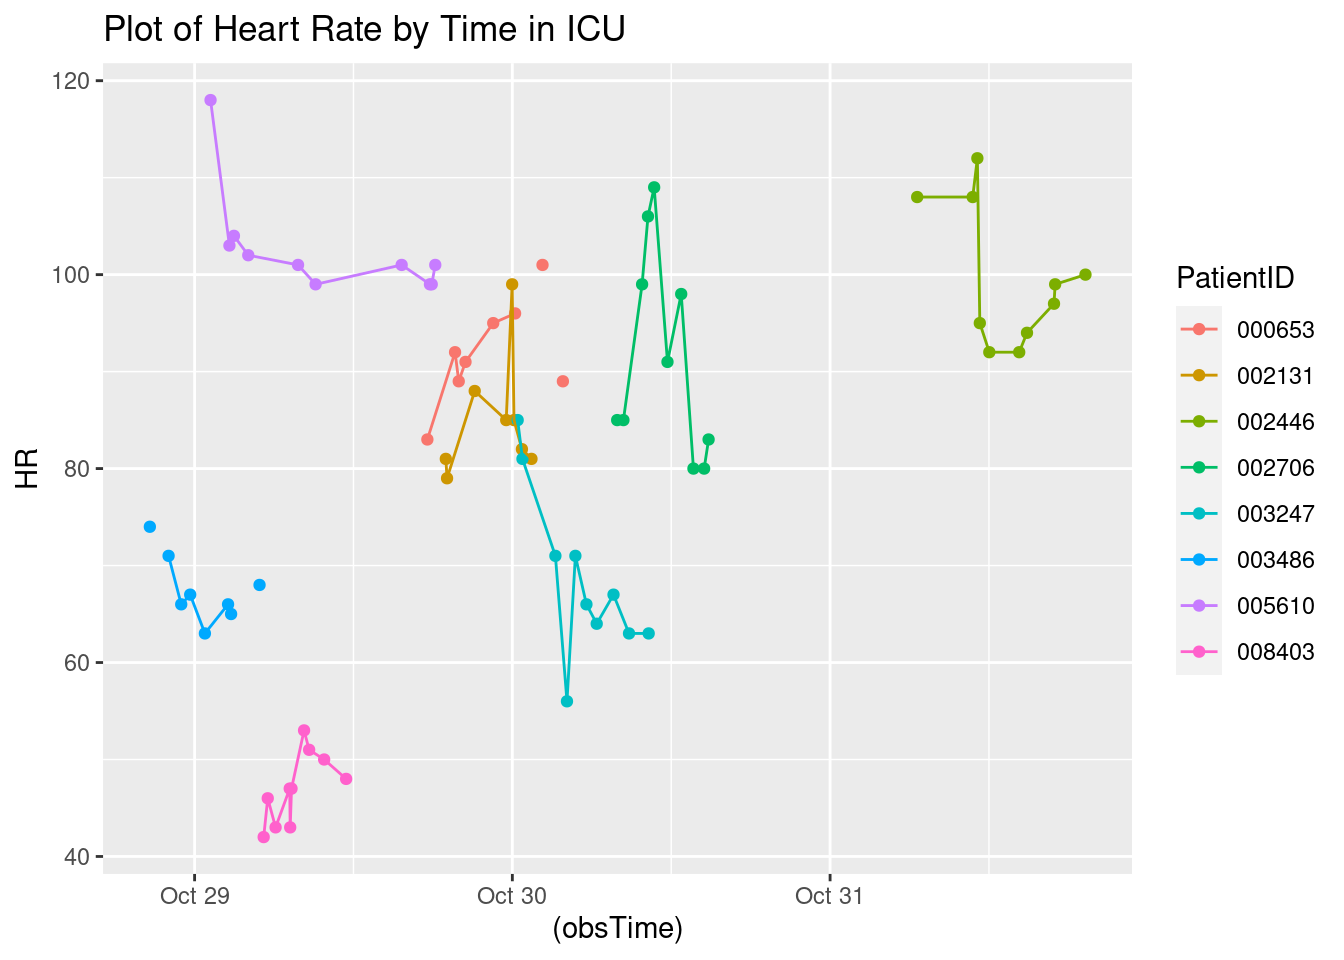 Plot of Heart Rate by Time in ICU
120
100
80
60
40
HR
Oct 29
Oct 30
Oct 31
(obsTime)
PatientID
000653
002131
002446
002706
003247
003486
005610
008403